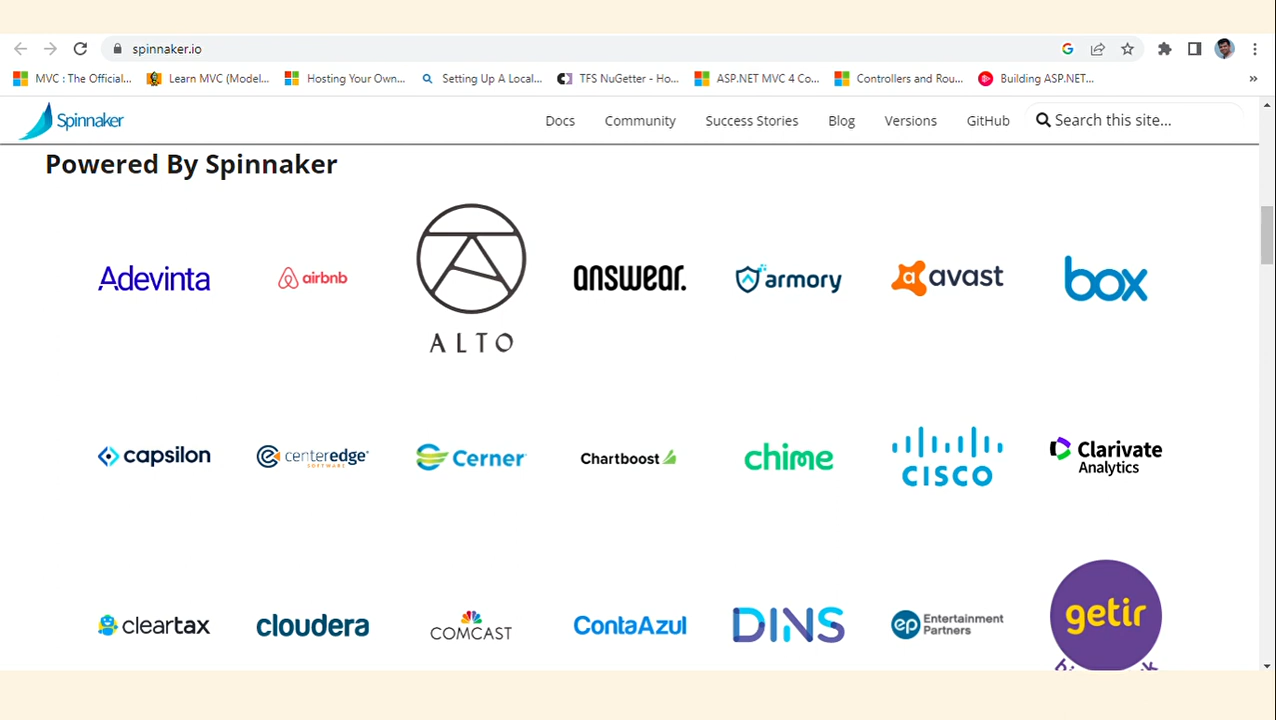 spinnaker.io
MVC : The Official... Learn MVC (Model... Hosting Your Own... Setting Up A Local... TFS NuGetter - Ho... ASP.NET MVC 4 Co... Controllers and Rou... Building ASP.NET... »
Spinnaker Docs Community Success Stories Blog Versions GitHub Search this site...
Powered By Spinnaker
Adevinta airbnb ALTO answear. armory avast box
capsilon centeredge SOFTWARE Cerner Chartboost chime CISCO Clarivate Analytics
cleartax cloudera COMCAST ContaAzul DINS ep Entertainment Partners getir